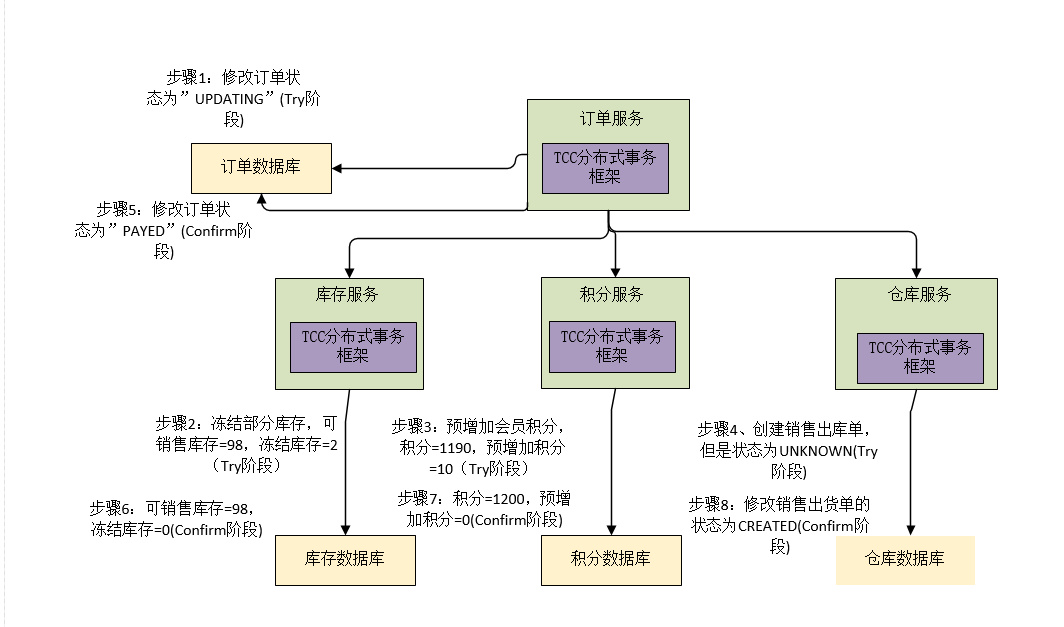 步骤1：修改订单状
态为”UPDATING”(Try阶
段)
订单服务
TCC分布式事务
框架
订单数据库
步骤5：修改订单状
态为”PAYED”(Confirm阶
段)
库存服务
TCC分布式事务
框架
积分服务
TCC分布式事务
框架
仓库服务
TCC分布式事务
框架
步骤2：冻结部分库存，可
销售库存=98，冻结库存=2
（Try阶段）
步骤3：预增加会员积分，
积分=1190，预增加积分
=10（Try阶段）
步骤4、创建销售出库单，
但是状态为UNKNOWN(Try
阶段)
步骤6：可销售库存=98，
冻结库存=0(Confirm阶段)
步骤7：积分=1200，预增
加积分=0(Confirm阶段)
步骤8：修改销售出货单的
状态为CREATED(Confirm阶
段)
库存数据库
积分数据库
仓库数据库